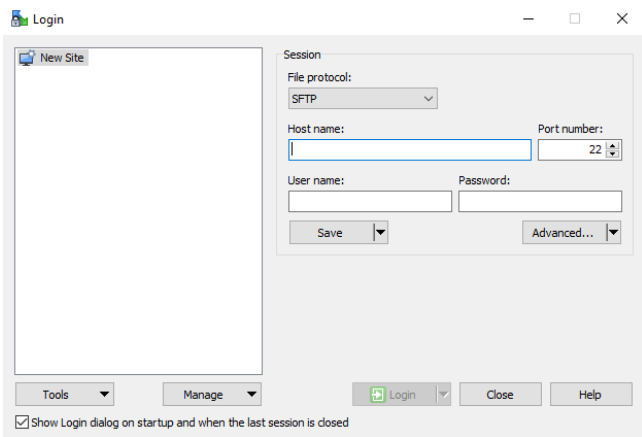 Login
New Site
Session
File protocol:
SFTP
Host name:
Port number:
22
User name:
Password:
Save
Advanced...
Tools
Manage
Login
Close
Help
Show Login dialog on startup and when the last session is closed